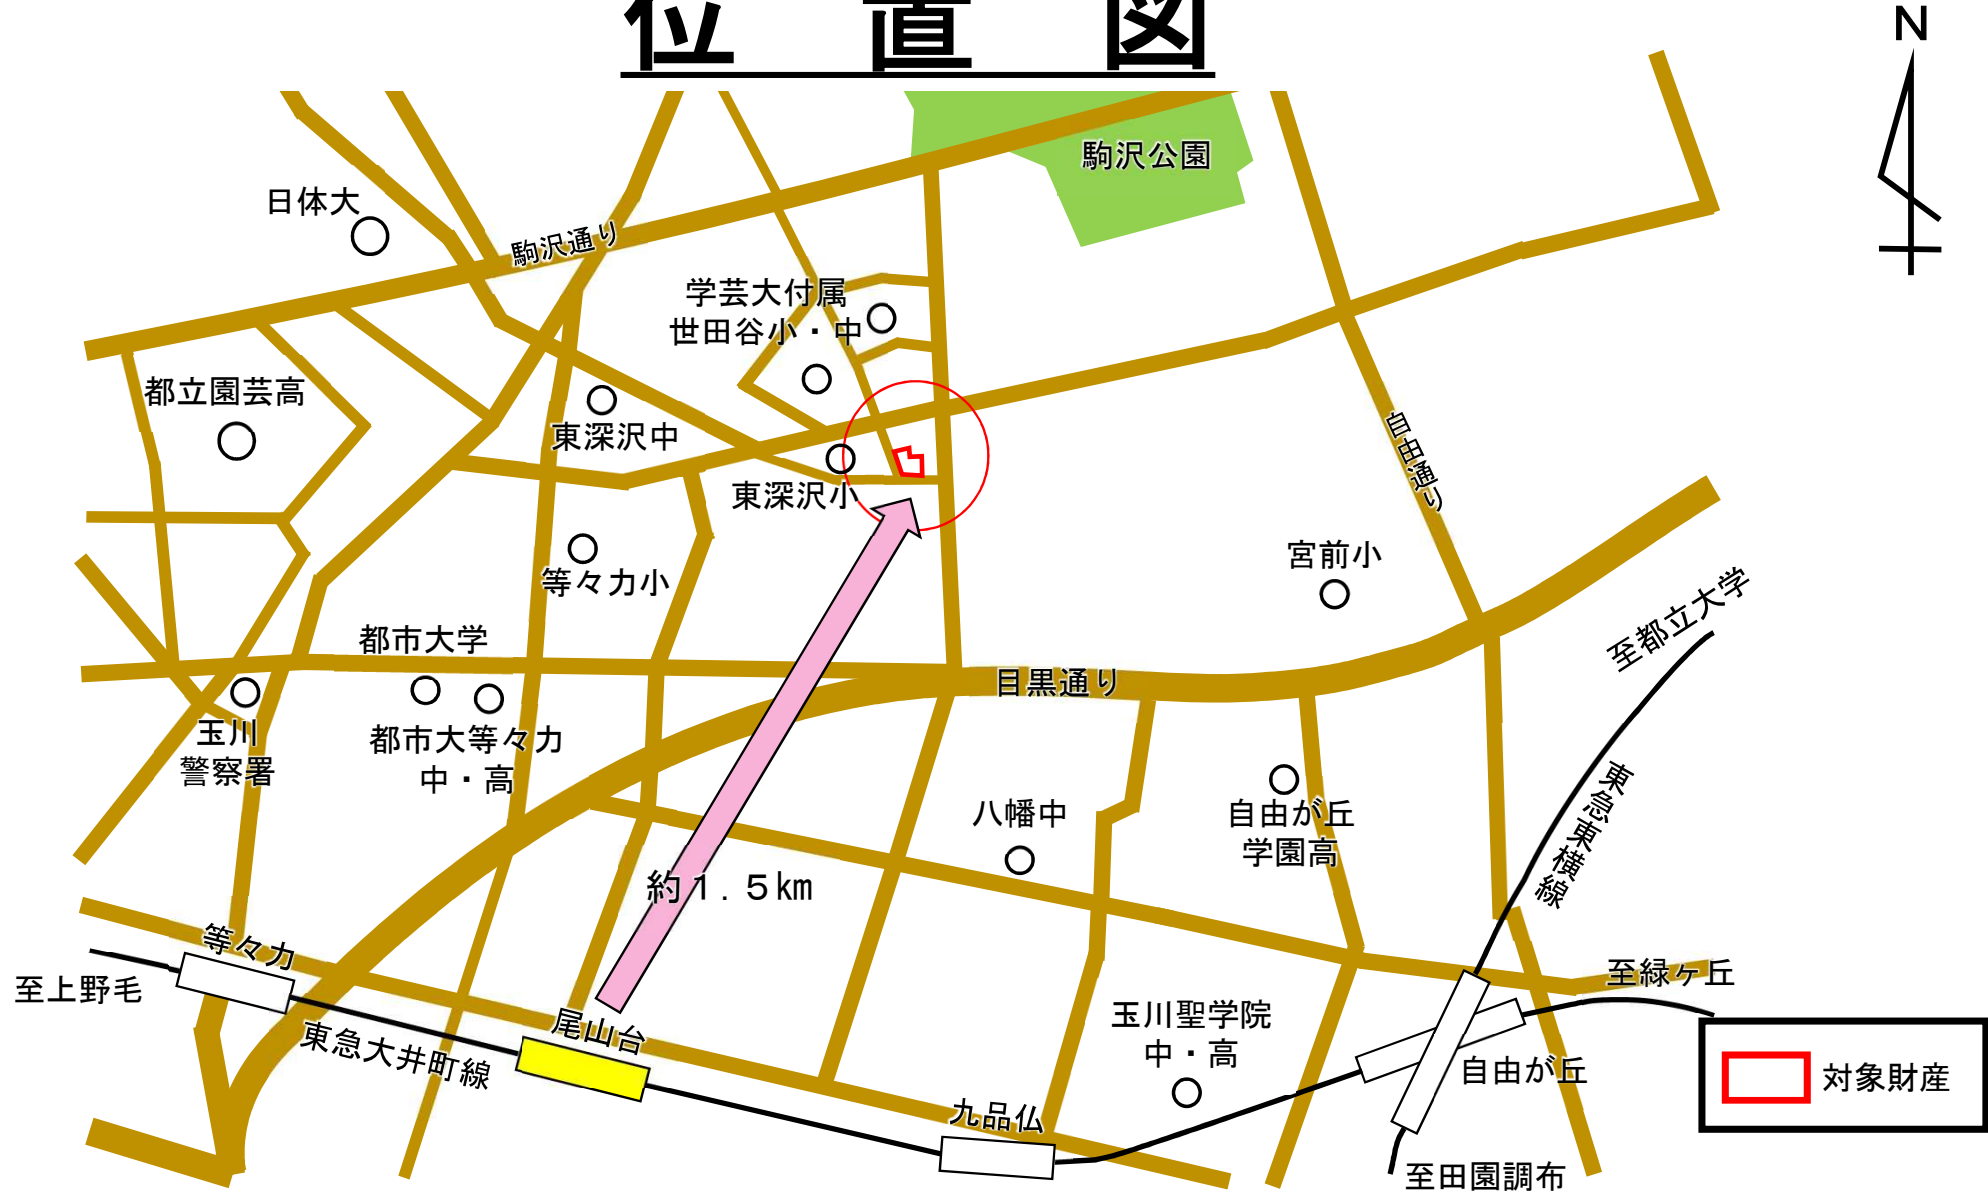 位置図
N
駒沢公園
日体大
駒沢通り
学芸大付属
世田谷小・中
都立園芸高
東深沢中
自由通り
東深沢小
宮前小
等々力小
至都立大学
都市大学
目黒通り
玉川
警察署
都市大等々力
中・高
東急東横線
八幡中
自由が丘
学園高
約1.5km
等々力
至上野毛
至緑ヶ丘
東急大井町線
尾山台
玉川聖学院
中・高
自由が丘
対象財産
九品仏
至田園調布